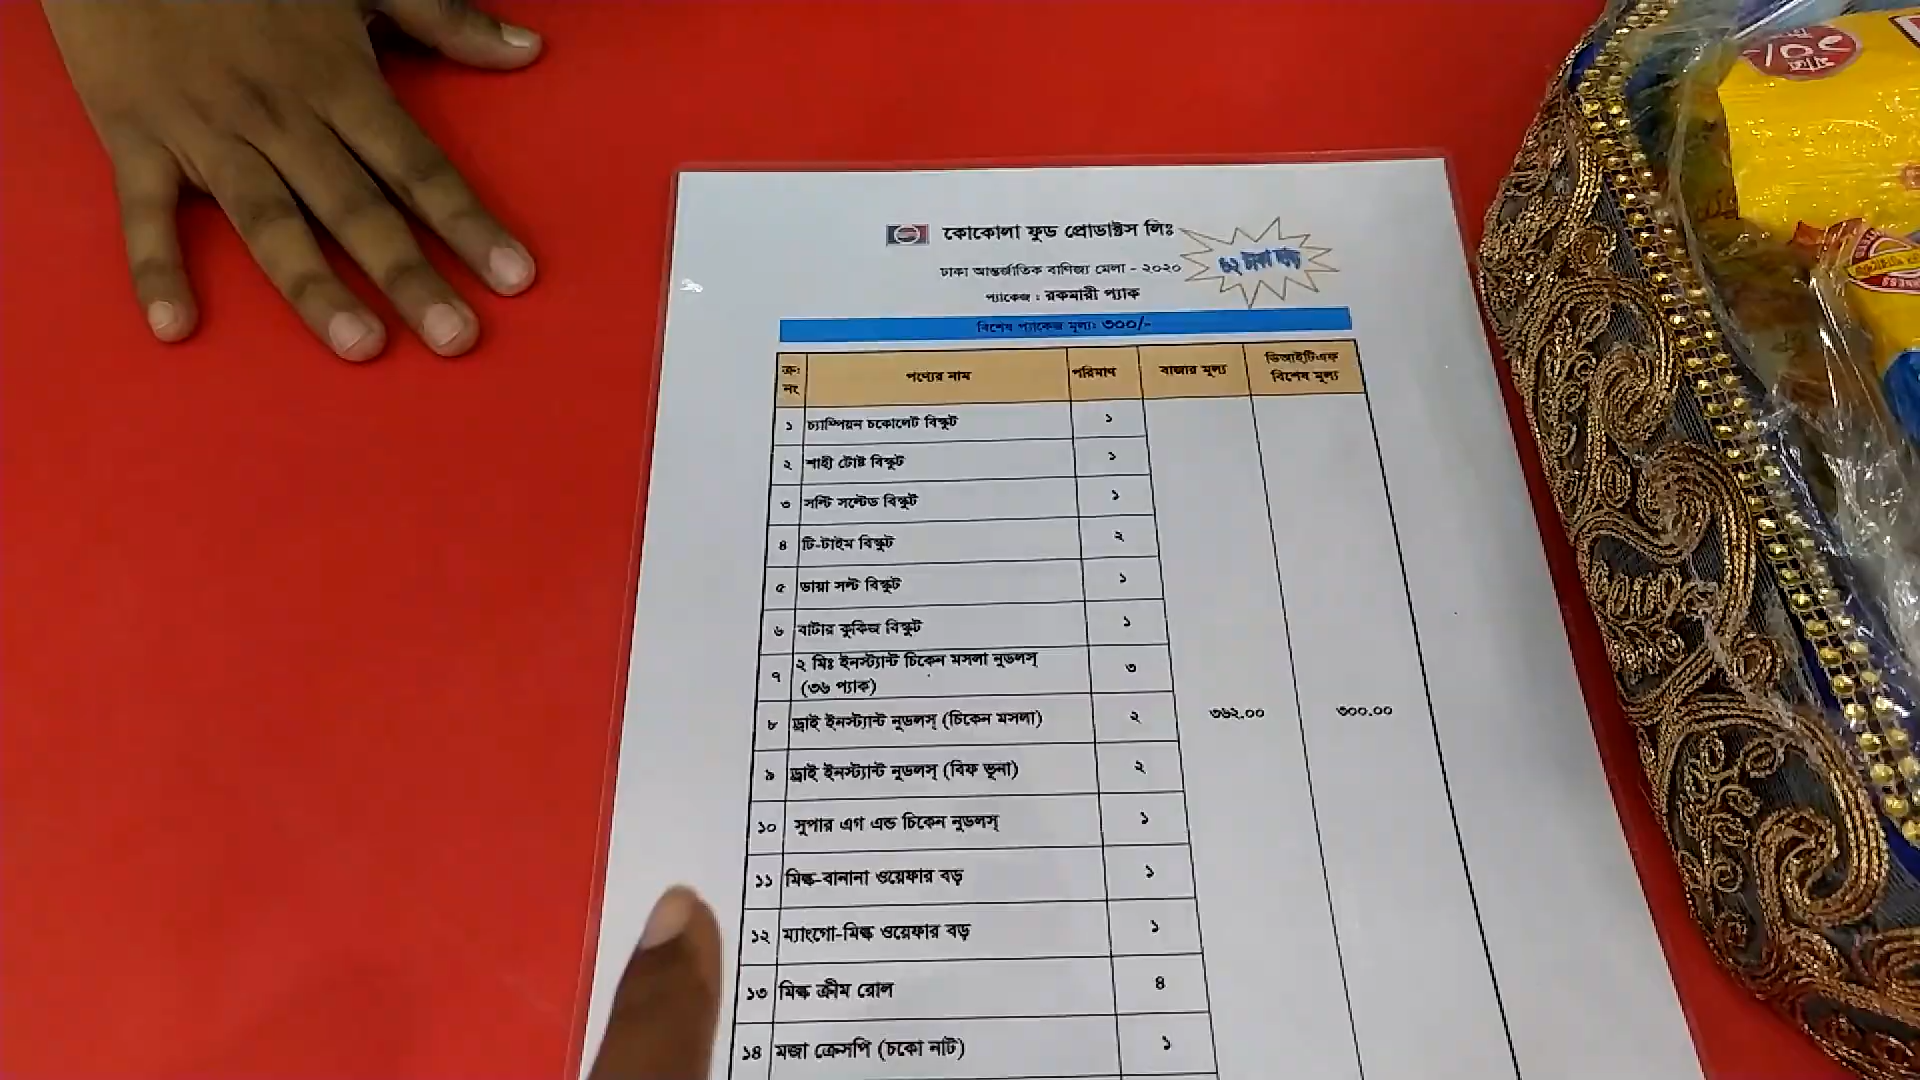 কোকোলা ফুড প্রোডাক্টস লিঃ
ঢাকা আন্তর্জাতিক বাণিজ্য মেলা - ২০২০
৬২ টাকা ছাড়
প্যাকেজ : রকমারী প্যাক
বিশেষ প্যাকেজ মূল্যঃ ৩০০/-
ক্রঃ নং পণ্যের নাম পরিমাণ বাজার মূল্য ডিআইটিএফ বিশেষ মূল্য
১ চ্যাম্পিয়ন চকোলেট বিস্কুট ১
২ শাহী টোষ্ট বিস্কুট ১
৩ সল্টি সল্টেড বিস্কুট ১
৪ টি-টাইম বিস্কুট ২
৫ ডায়া সল্ট বিস্কুট ১
৬ বাটার কুকিজ বিস্কুট ১
৭ ২ মিঃ ইনস্ট্যান্ট চিকেন মসলা নুডলস্ (৩৬ প্যাক) ৩
৮ ড্রাই ইনস্ট্যান্ট নুডলস্ (চিকেন মসলা) ২ ৩৬২.০০ ৩০০.০০
৯ ড্রাই ইনস্ট্যান্ট নুডলস্ (বিফ ভূনা) ২
১০ সুপার এগ এন্ড চিকেন নুডলস্ ১
১১ মিল্ক-বানানা ওয়েফার বড় ১
১২ ম্যাংগো-মিল্ক ওয়েফার বড় ১
১৩ মিল্ক ক্রীম রোল ৪
১৪ মজা ক্রেসপি (চকো নাট) ১
১০/-